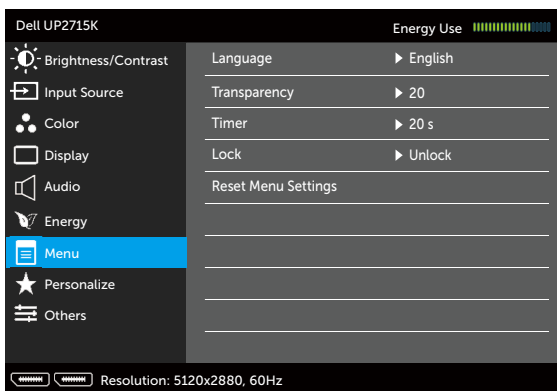 Dell UP2715K Energy Use
Brightness/Contrast Language English
Input Source Transparency 20
Color Timer 20 s
Display Lock Unlock
Audio Reset Menu Settings
Energy
Menu
Personalize
Others
Resolution: 5120x2880, 60Hz